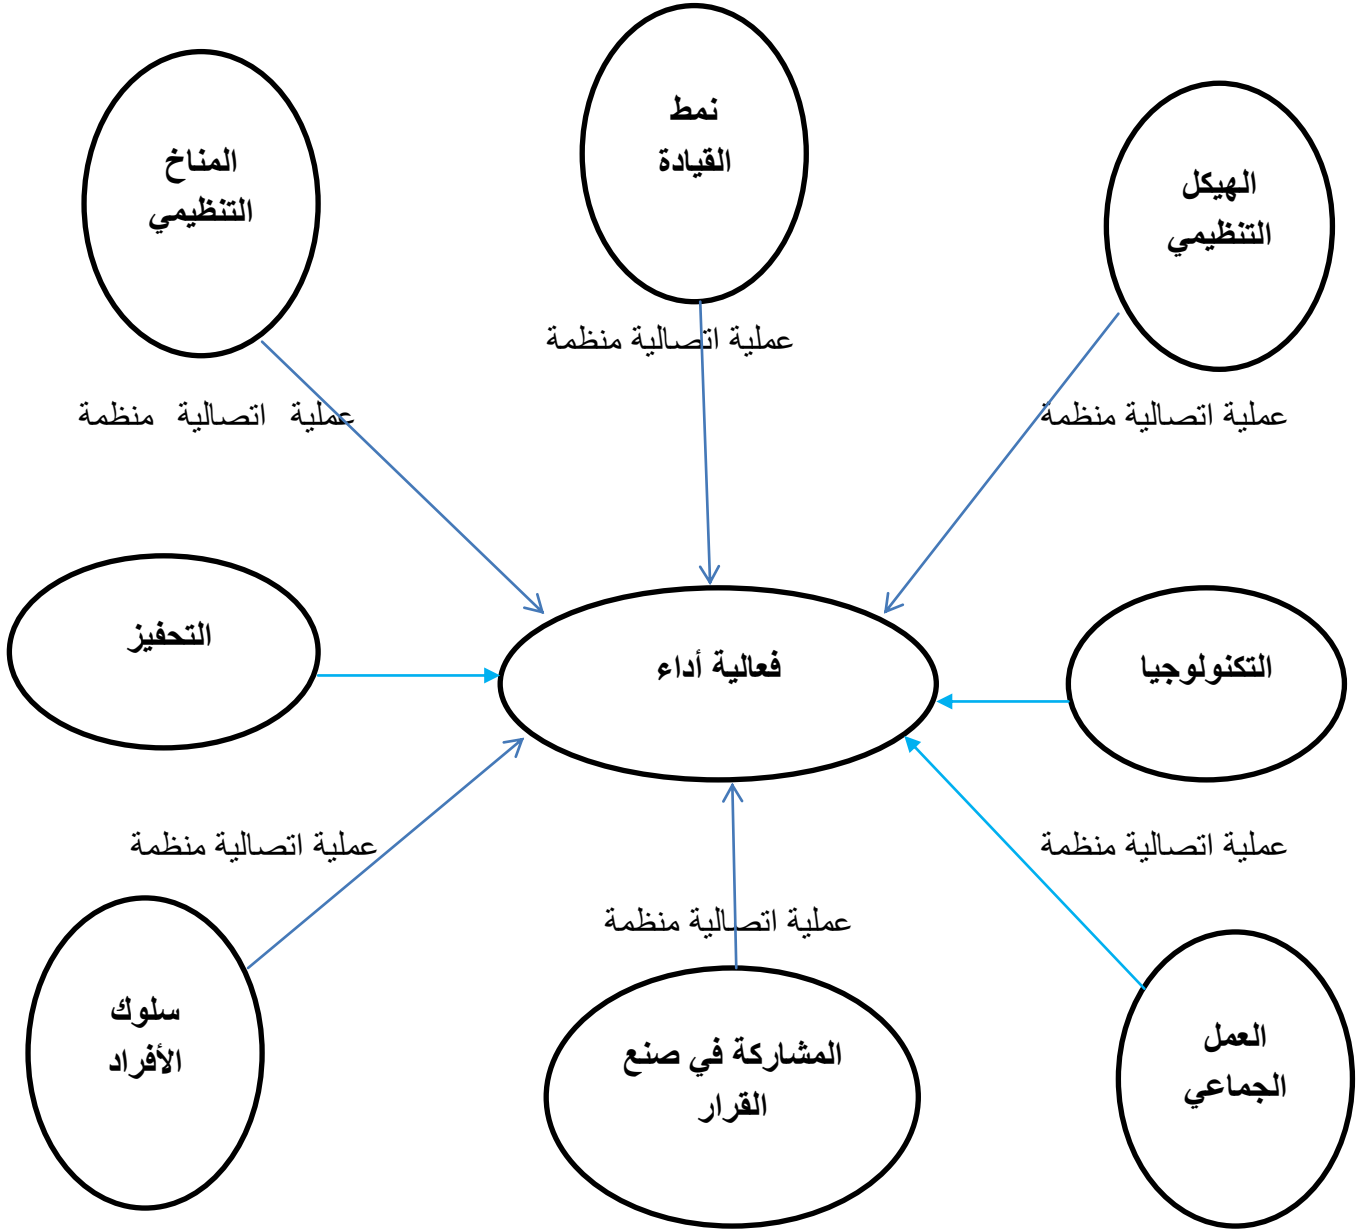 نمط
القيادة
المناخ
التنظيمي
الهيكل
التنظيمي
عملية اتصالية منظمة
عملية اتصالية منظمة
عملية اتصالية منظمة
التحفيز
فعالية أداء
التكنولوجيا
عملية اتصالية منظمة
عملية اتصالية منظمة
عملية اتصالية منظمة
سلوك
الأفراد
المشاركة في صنع
القرار
العمل
الجماعي